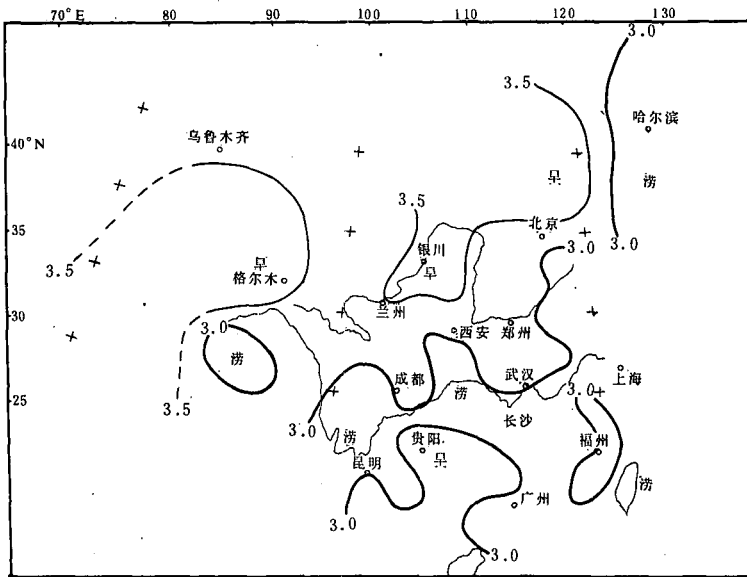 70°E 80 90 100 110 120 130
3.0
3.5
哈尔滨
乌鲁木齐
40°N
旱
涝
3.5
北京
35
银川
3.0
3.0
旱
旱
3.5
格尔木
兰州
30
3.0
西安 郑州
涝
成都 武汉 上海
3.0
25
涝
3.5
长沙
3.0
贵阳
涝
福州
旱
昆明
涝
广州
3.0
3.0